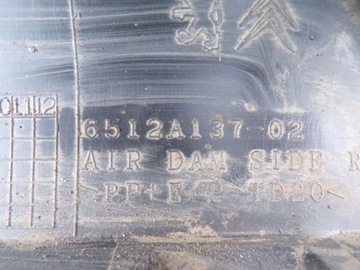 6512A137-02
AIR DAM SIDE R
>PP+E/P-TD20<